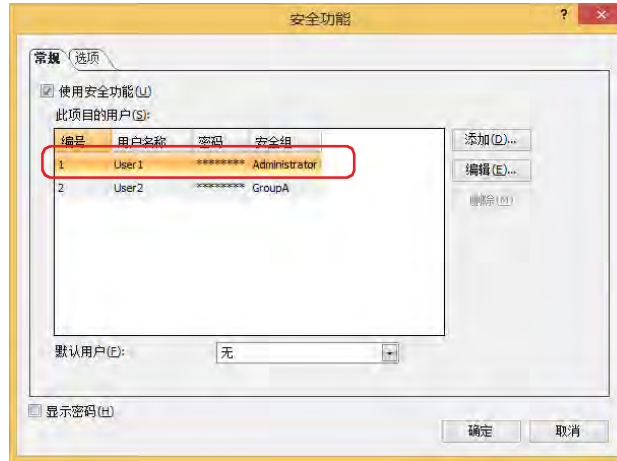 安全功能
? ×
常规 选项
使用安全功能(U)
此项目的用户(S):
编号 用户名称 密码 安全组
1 User1 ******** Administrator
2 User2 ******** GroupA
添加(D)...
编辑(E)...
删除(M)
默认用户(F): 无
显示密码(H)
确定 取消